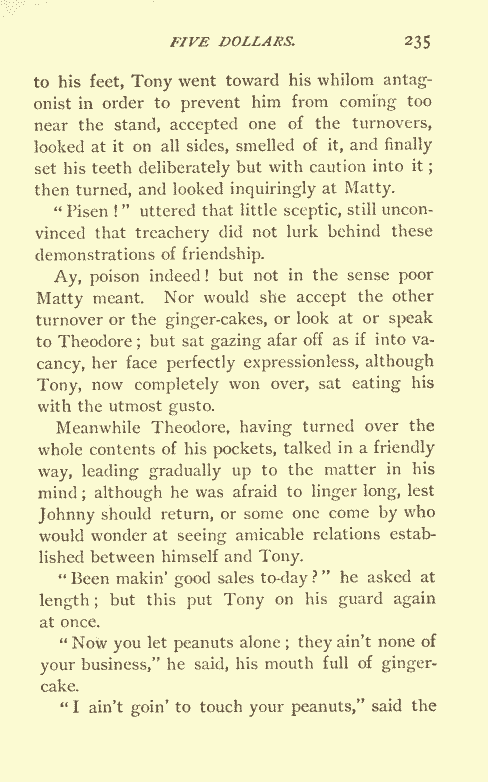 FIVE DOLLARS. 235
to his feet, Tony went toward his whilom antag-
onist in order to prevent him from coming too
near the stand, accepted one of the turnovers,
looked at it on all sides, smelled of it, and finally
set his teeth deliberately but with caution into it ;
then turned, and looked inquiringly at Matty.
" Pisen ! " uttered that little sceptic, still uncon-
vinced that treachery did not lurk behind these
demonstrations of friendship.
Ay, poison indeed ! but not in the sense poor
Matty meant. Nor would she accept the other
turnover or the ginger-cakes, or look at or speak
to Theodore ; but sat gazing afar off as if into va-
cancy, her face perfectly expressionless, although
Tony, now completely won over, sat eating his
with the utmost gusto.
Meanwhile Theodore, having turned over the
whole contents of his pockets, talked in a friendly
way, leading gradually up to the matter in his
mind ; although he was afraid to linger long, lest
Johnny should return, or some one come by who
would wonder at seeing amicable relations estab-
lished between himself and Tony.
" Been makin' good sales to-day ? " he asked at
length ; but this put Tony on his guard again
at once.
" Now you let peanuts alone ; they ain't none of
your business," he said, his mouth full of ginger-
cake.
" I ain't goin' to touch your peanuts," said the